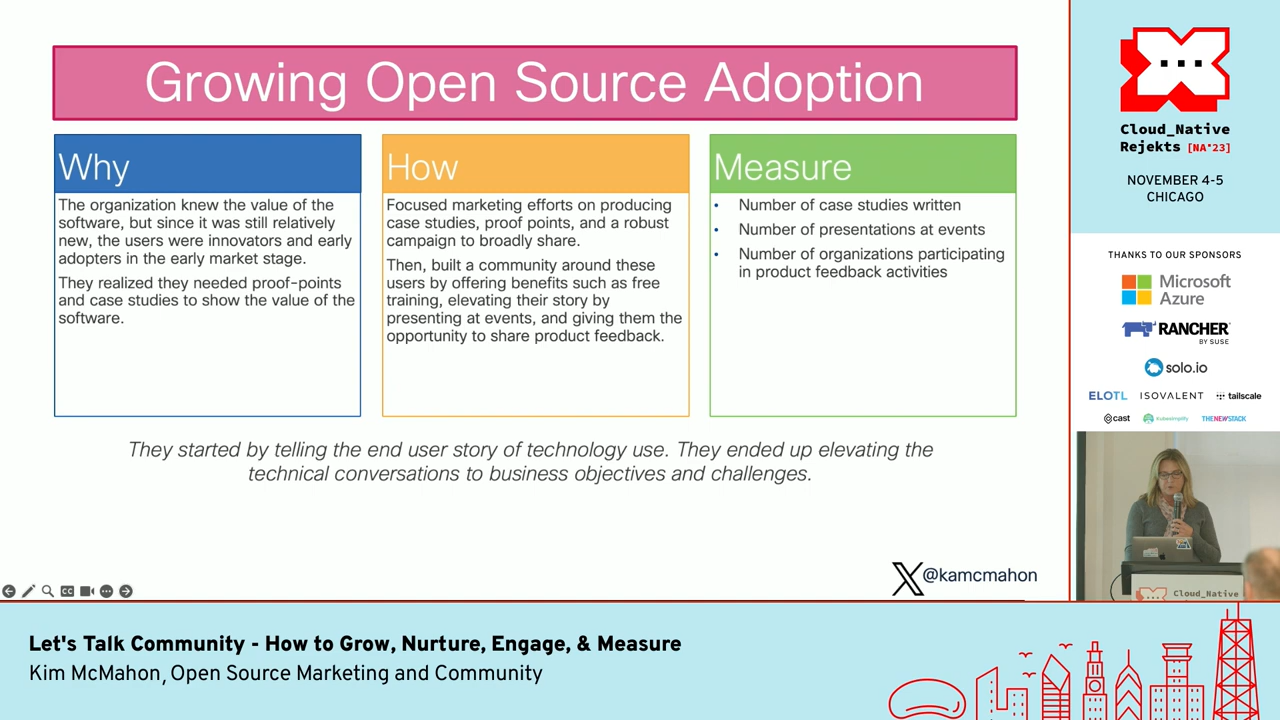 Growing Open Source Adoption
Why
The organization knew the value of the
software, but since it was still relatively
new, the users were innovators and early
adopters in the early market stage.
They realized they needed proof-points
and case studies to show the value of the
software.
How
Focused marketing efforts on producing
case studies, proof points, and a robust
campaign to broadly share.
Then, built a community around these
users by offering benefits such as free
training, elevating their story by
presenting at events, and giving them the
opportunity to share product feedback.
Measure
• Number of case studies written
• Number of presentations at events
• Number of organizations participating
in product feedback activities
They started by telling the end user story of technology use. They ended up elevating the
technical conversations to business objectives and challenges.
@kamcmahon
CC
Cloud_Native
Rejekts [NA'23]
NOVEMBER 4-5
CHICAGO
THANKS TO OUR SPONSORS
Microsoft
Azure
RANCHER
BY SUSE
solo.io
ELOTL ISOVALENT tailscale
cast kubesimplify THENEWSTACK
Cloud_Native
Let's Talk Community - How to Grow, Nurture, Engage, & Measure
Kim McMahon, Open Source Marketing and Community